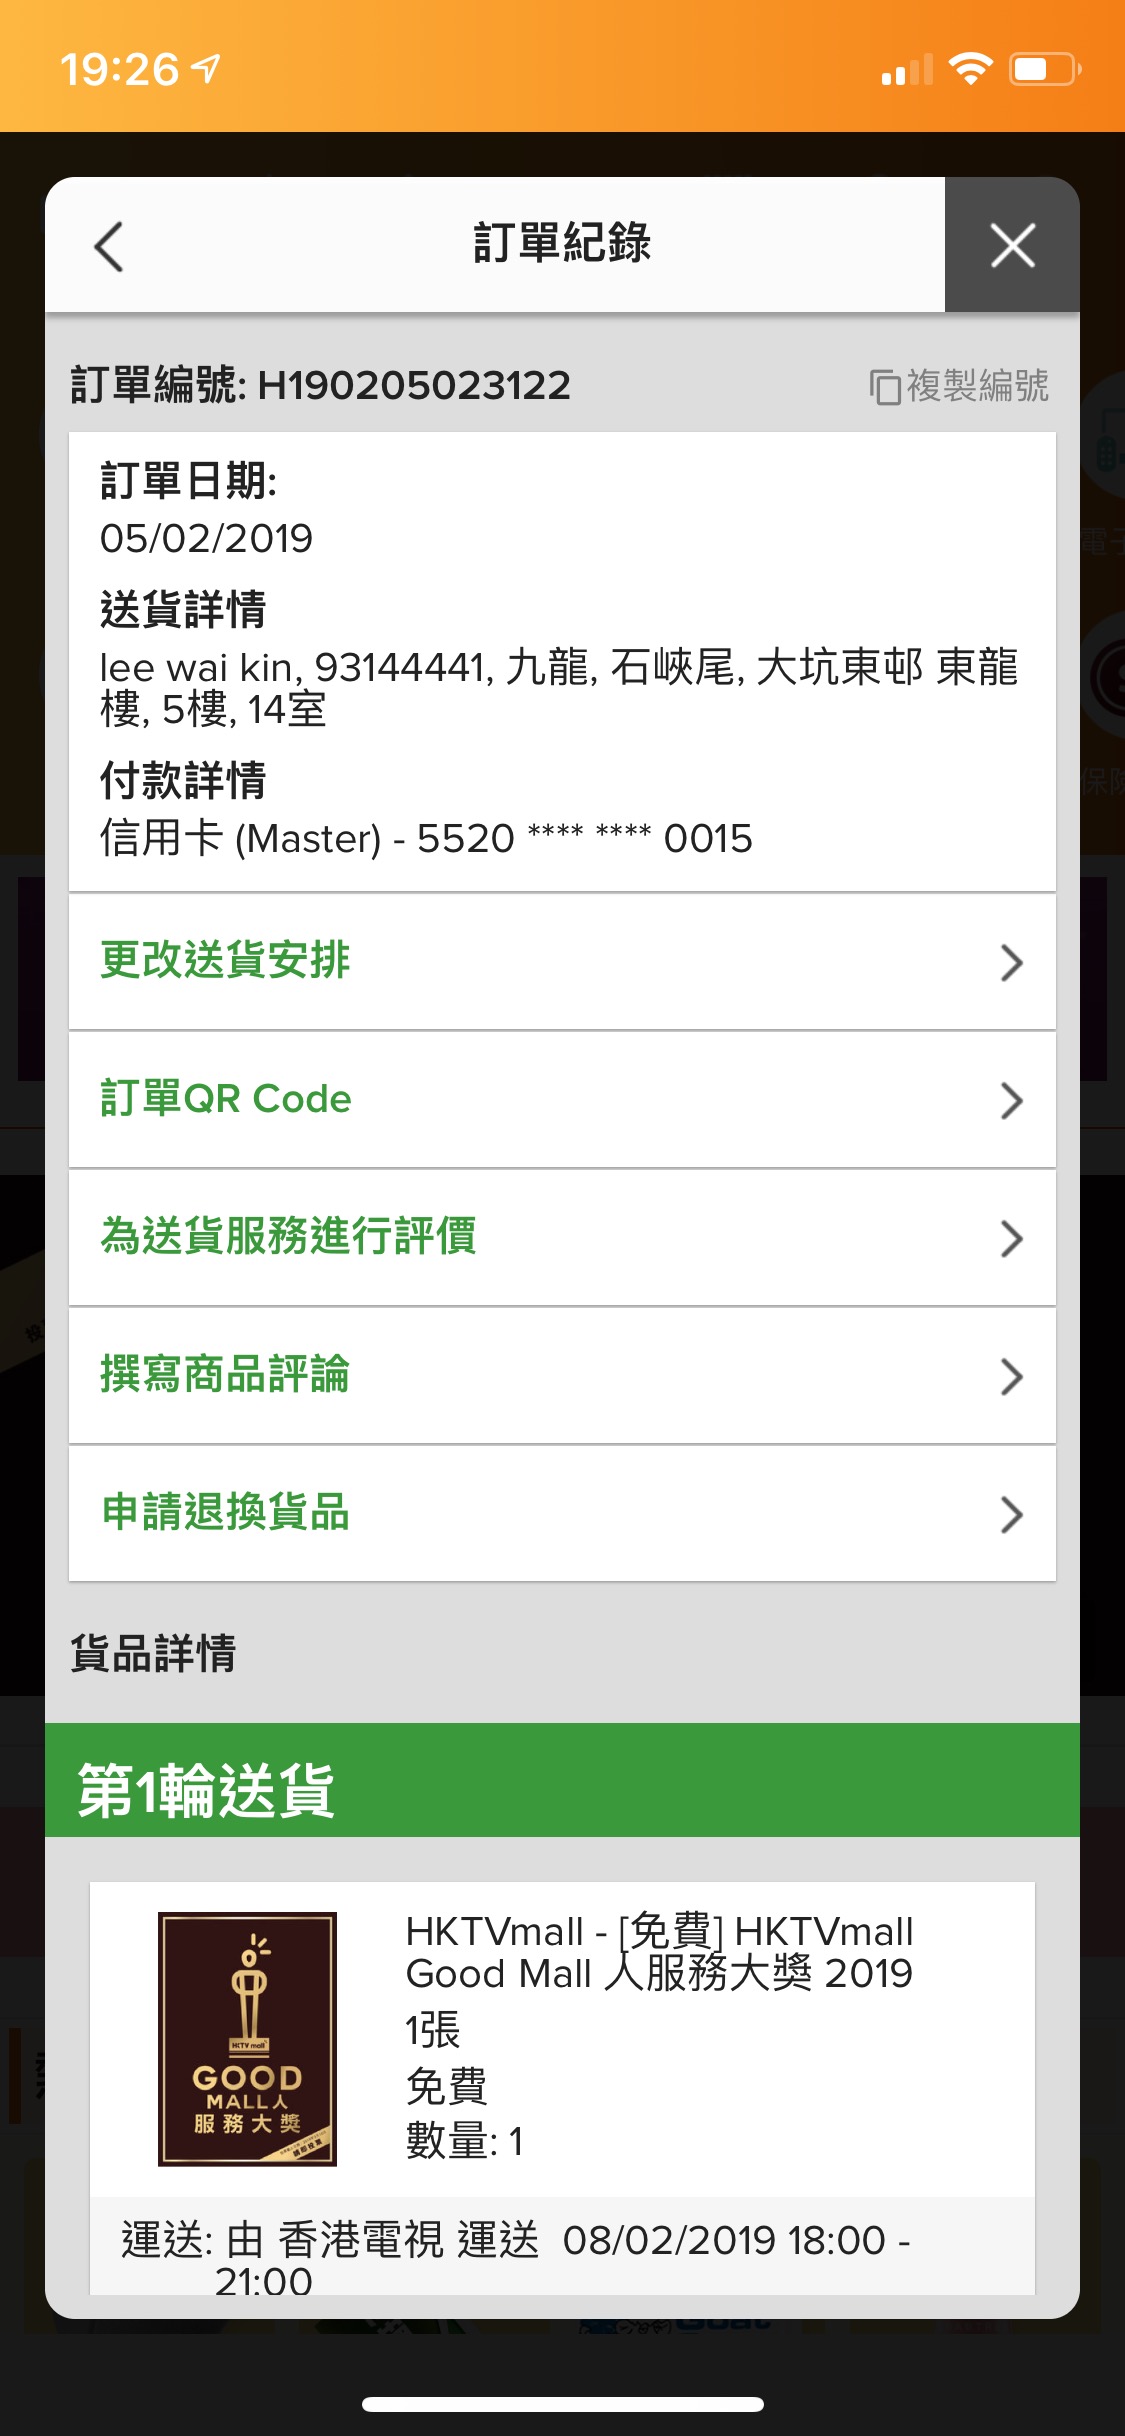 19:26
訂單紀錄
訂單編號: H190205023122
複製編號
訂單日期:
05/02/2019
送貨詳情
lee wai kin, 93144441, 九龍, 石峽尾, 大坑東邨 東龍
樓, 5樓, 14室
付款詳情
信用卡 (Master) - 5520 **** **** 0015
更改送貨安排
訂單QR Code
為送貨服務進行評價
撰寫商品評論
申請退換貨品
貨品詳情
第1輪送貨
HKTVmall - [免費] HKTVmall
Good Mall 人服務大獎 2019
1張
免費
數量: 1
HKTV mall
GOOD
MALL人
服務大獎
運送: 由 香港電視 運送 08/02/2019 18:00 -
21:00
電子
保險